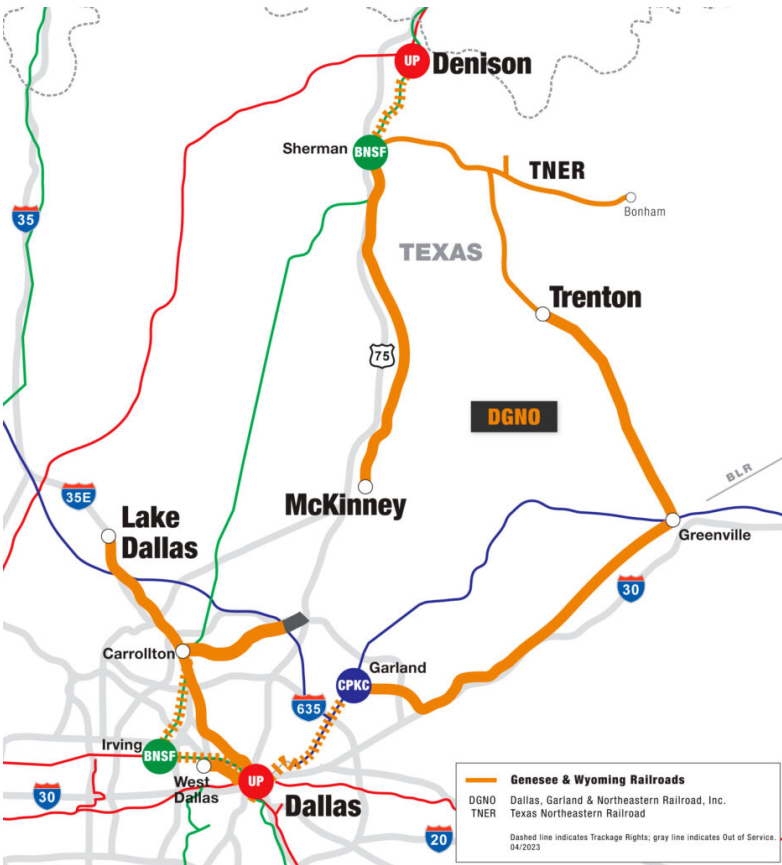 UP
Denison
Sherman
BNSF
TNER
Bonham
35
TEXAS
Trenton
75
DGNO
BLR
35E
McKinney
Lake
Dallas
Greenville
30
Carrollton
Garland
CPKC
635
Irving
BNSF
West
Dallas
UP
Dallas
30
20
Genesee & Wyoming Railroads
DGNO Dallas, Garland & Northeastern Railroad, Inc.
TNER Texas Northeastern Railroad
Dashed line indicates Trackage Rights; gray line indicates Out of Service.
04/2023